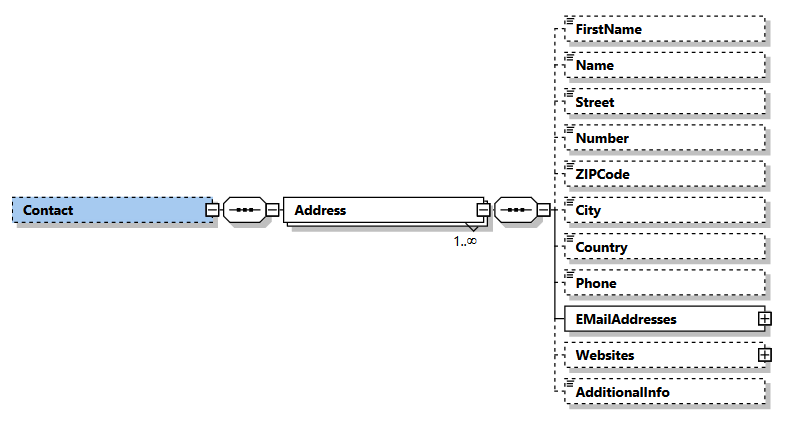 FirstName
Name
Street
Number
ZIPCode
City
Contact
Address
1..∞
Country
Phone
EMailAddresses
Websites
AdditionalInfo